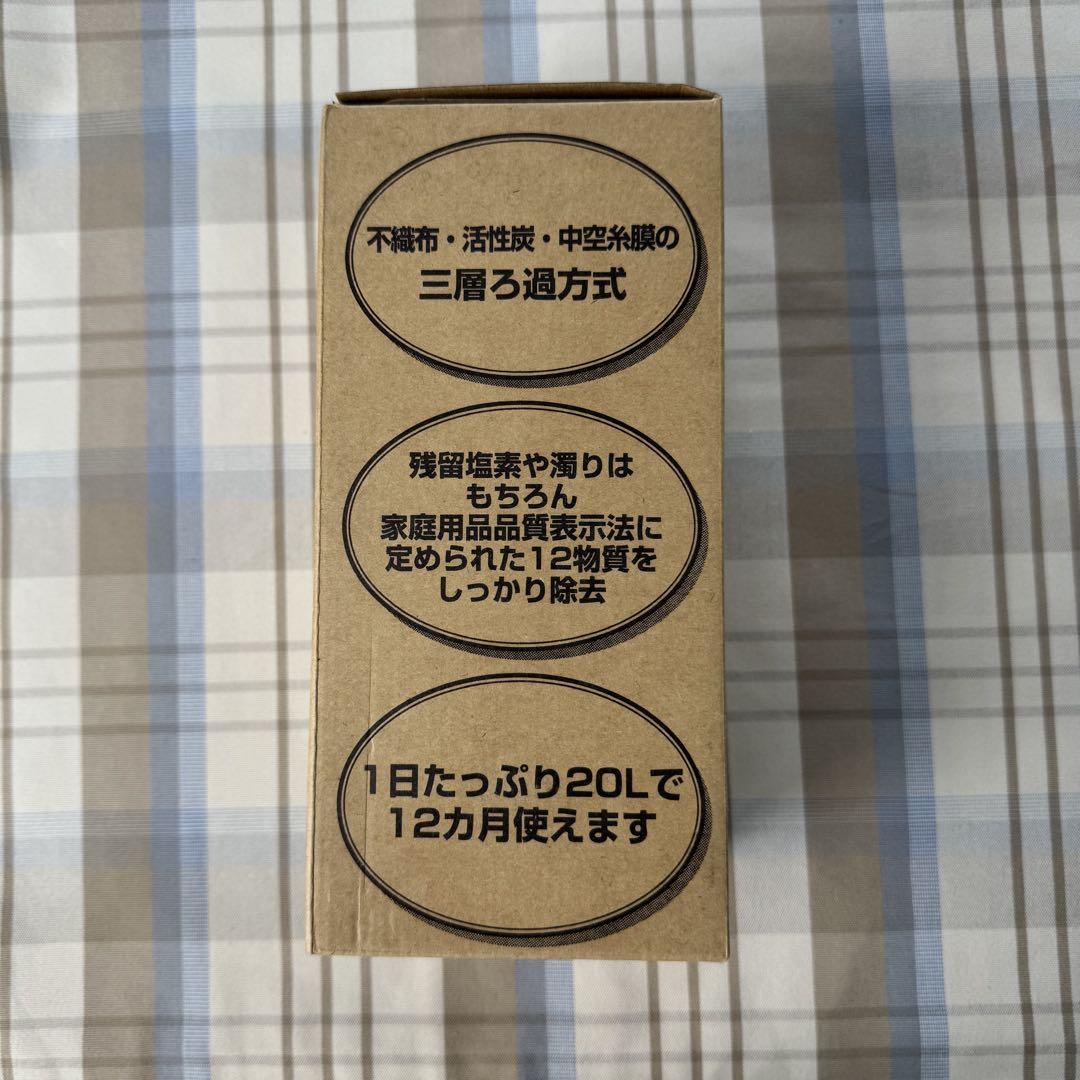 不織布・活性炭・中空糸膜の
三層ろ過方式
残留塩素や濁りは
もちろん
家庭用品品質表示法に
定められた12物質を
しっかり除去
1日たっぷり20Lで
12カ月使えます